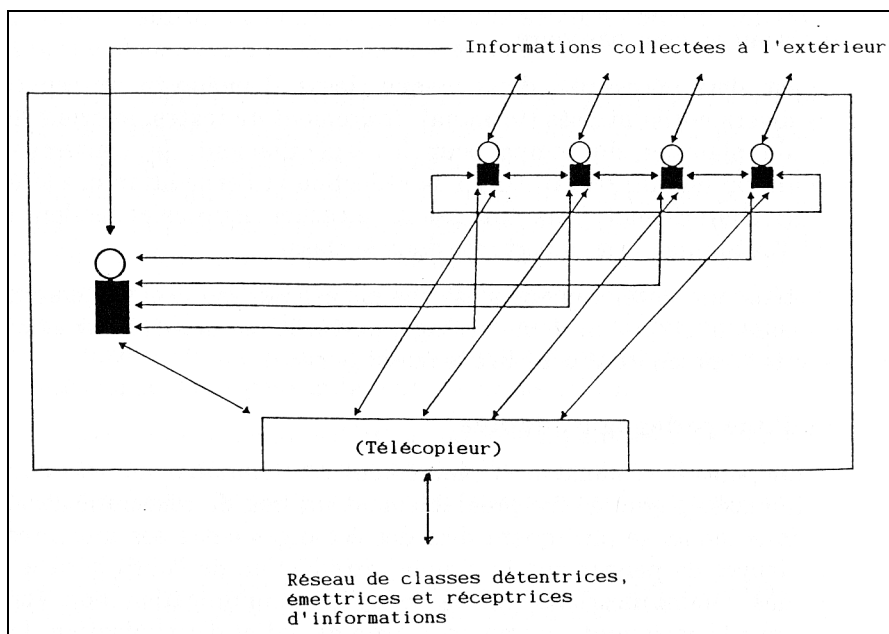 Informations collectées à l'extérieur
(Télécopieur)
Réseau de classes détentrices,
émettrices et réceptrices
d'informations